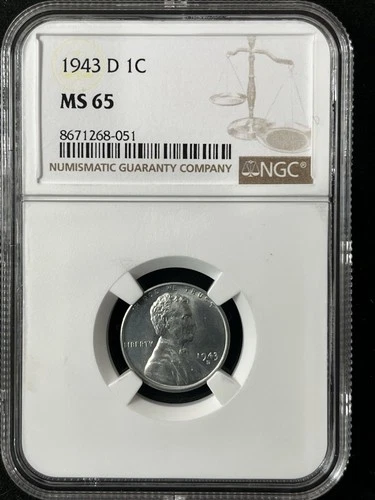 1943 D 1C
MS 65
8671268-051
NUMISMATIC GUARANTY COMPANY
NGC®
LIBERTY
1943
D